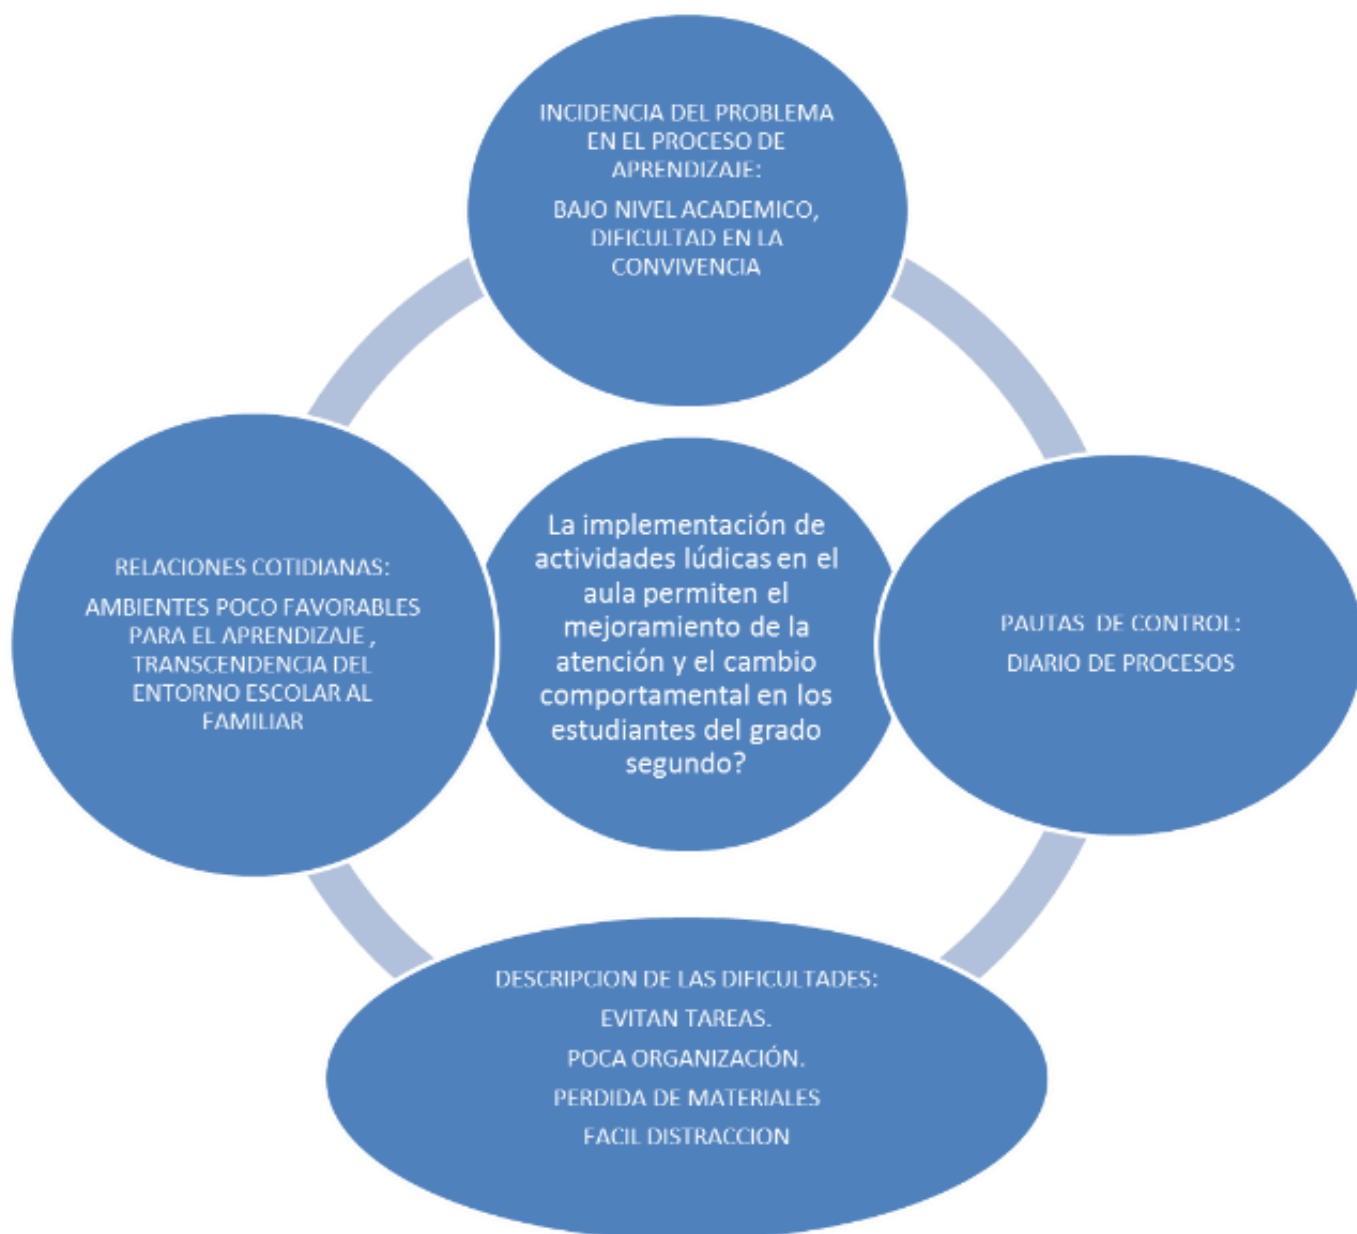 INCIDENCIA DEL PROBLEMA
EN EL PROCESO DE
APRENDIZAJE:
BAJO NIVEL ACADEMICO,
DIFICULTAD EN LA
CONVIVENCIA
RELACIONES COTIDIANAS:
AMBIENTES POCO FAVORABLES
PARA EL APRENDIZAJE ,
TRANSCENDENCIA DEL
ENTORNO ESCOLAR AL
FAMILIAR
La implementación de
actividades lúdicas en el
aula permiten el
mejoramiento de la
atención y el cambio
comportamental en los
estudiantes del grado
segundo?
PAUTAS DE CONTROL:
DIARIO DE PROCESOS
DESCRIPCION DE LAS DIFICULTADES:
EVITAN TAREAS.
POCA ORGANIZACIÓN.
PERDIDA DE MATERIALES
FACIL DISTRACCION